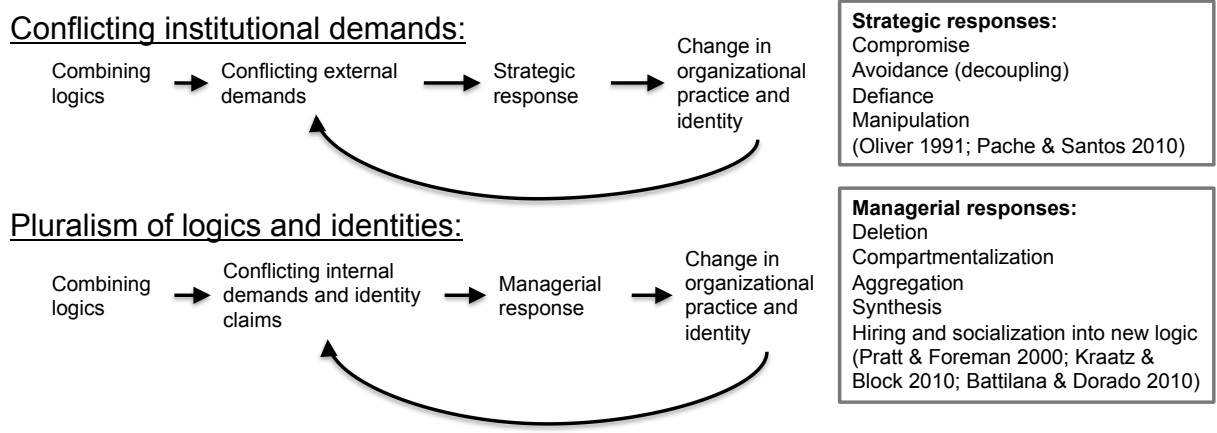 Conflicting institutional demands:
Combining
logics
Conflicting external
demands
Strategic
response
Change in
organizational
practice and
identity
Strategic responses:
Compromise
Avoidance (decoupling)
Defiance
Manipulation
(Oliver 1991; Pache & Santos 2010)
Pluralism of logics and identities:
Combining
logics
Conflicting internal
demands and identity
claims
Managerial
response
Change in
organizational
practice and
identity
Managerial responses:
Deletion
Compartmentalization
Aggregation
Synthesis
Hiring and socialization into new logic
(Pratt & Foreman 2000; Kraatz &
Block 2010; Battilana & Dorado 2010)